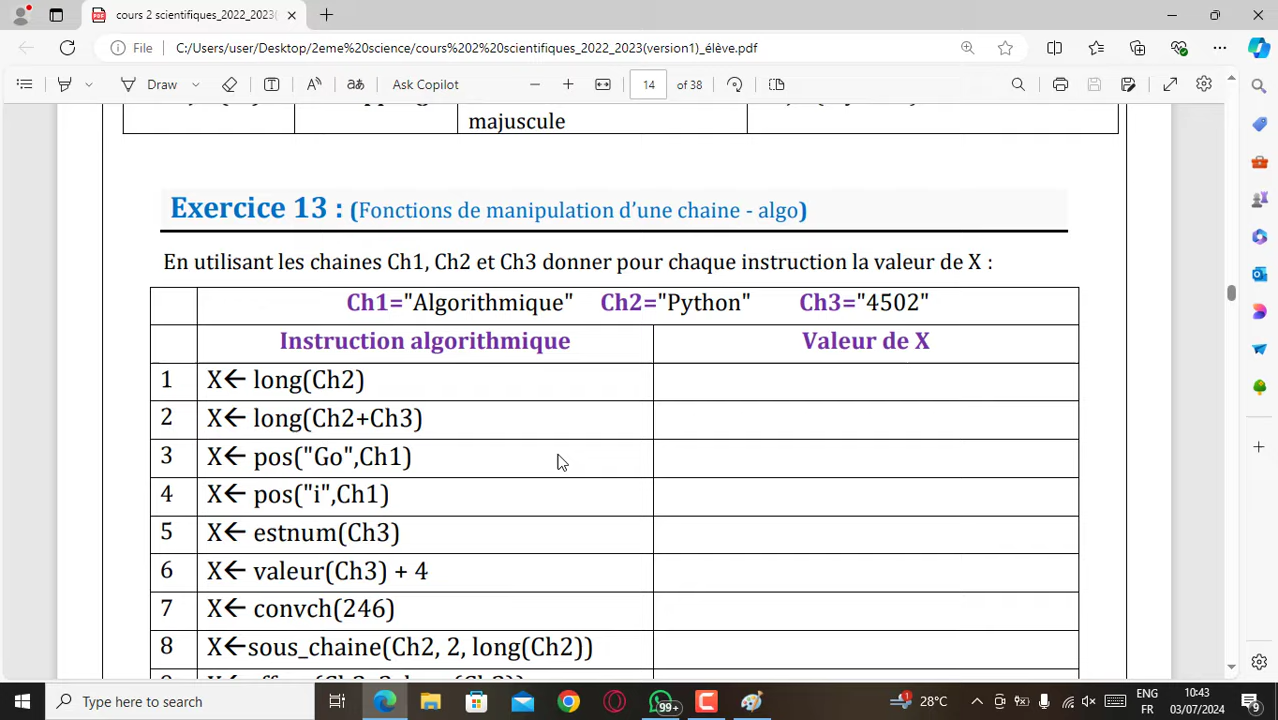 cours 2 scientifiques_2022_2023(
File C:/Users/user/Desktop/2eme%20science/cours%202%20scientifiques_2022_2023(version1)_élève.pdf
Draw Ask Copilot 14 of 38
majuscule
Exercice 13 : (Fonctions de manipulation d’une chaine - algo)
En utilisant les chaines Ch1, Ch2 et Ch3 donner pour chaque instruction la valeur de X :
Ch1="Algorithmique" Ch2="Python" Ch3="4502"
Instruction algorithmique Valeur de X
1 X← long(Ch2)
2 X← long(Ch2+Ch3)
3 X← pos("Go",Ch1)
4 X← pos("i",Ch1)
5 X← estnum(Ch3)
6 X← valeur(Ch3) + 4
7 X← convch(246)
8 X←sous_chaine(Ch2, 2, long(Ch2))
Type here to search
99+
28°C
ENG
FR
10:43
03/07/2024
9